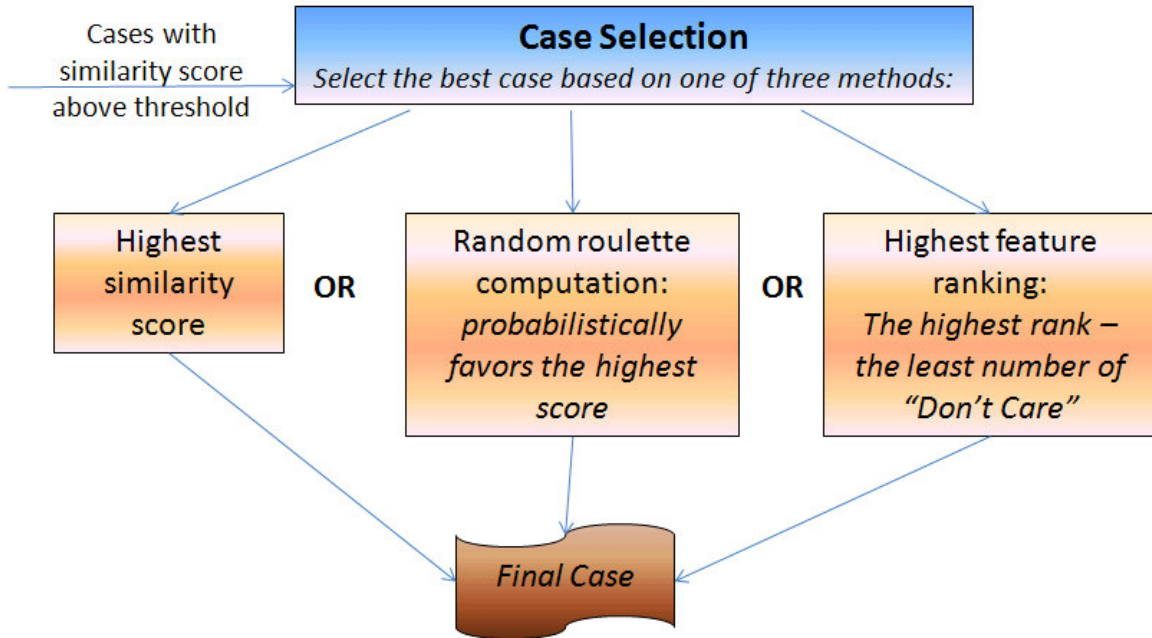 Cases with
similarity score
above threshold
Case Selection
Select the best case based on one of three methods:
Highest
similarity
score
OR
Random roulette
computation:
probabilistically
favors the highest
score
OR
Highest feature
ranking:
The highest rank –
the least number of
“Don’t Care”
Final Case